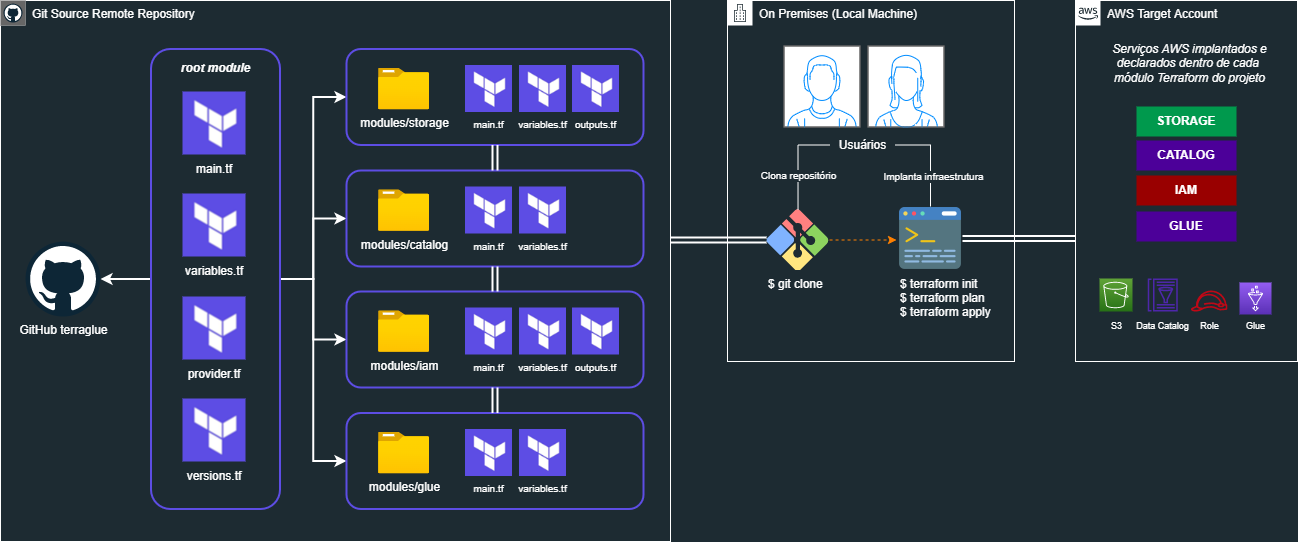 Git Source Remote Repository
root module
main.tf
variables.tf
provider.tf
versions.tf
GitHub terraglue
modules/storage
main.tf
variables.tf
outputs.tf
modules/catalog
main.tf
variables.tf
modules/iam
main.tf
variables.tf
outputs.tf
modules/glue
main.tf
variables.tf
On Premises (Local Machine)
Usuários
Clona repositório
Implanta infraestrutura
$ git clone
$ terraform init
$ terraform plan
$ terraform apply
aws
AWS Target Account
Serviços AWS implantados e
declarados dentro de cada
módulo Terraform do projeto
STORAGE
CATALOG
IAM
GLUE
S3
Data Catalog
Role
Glue